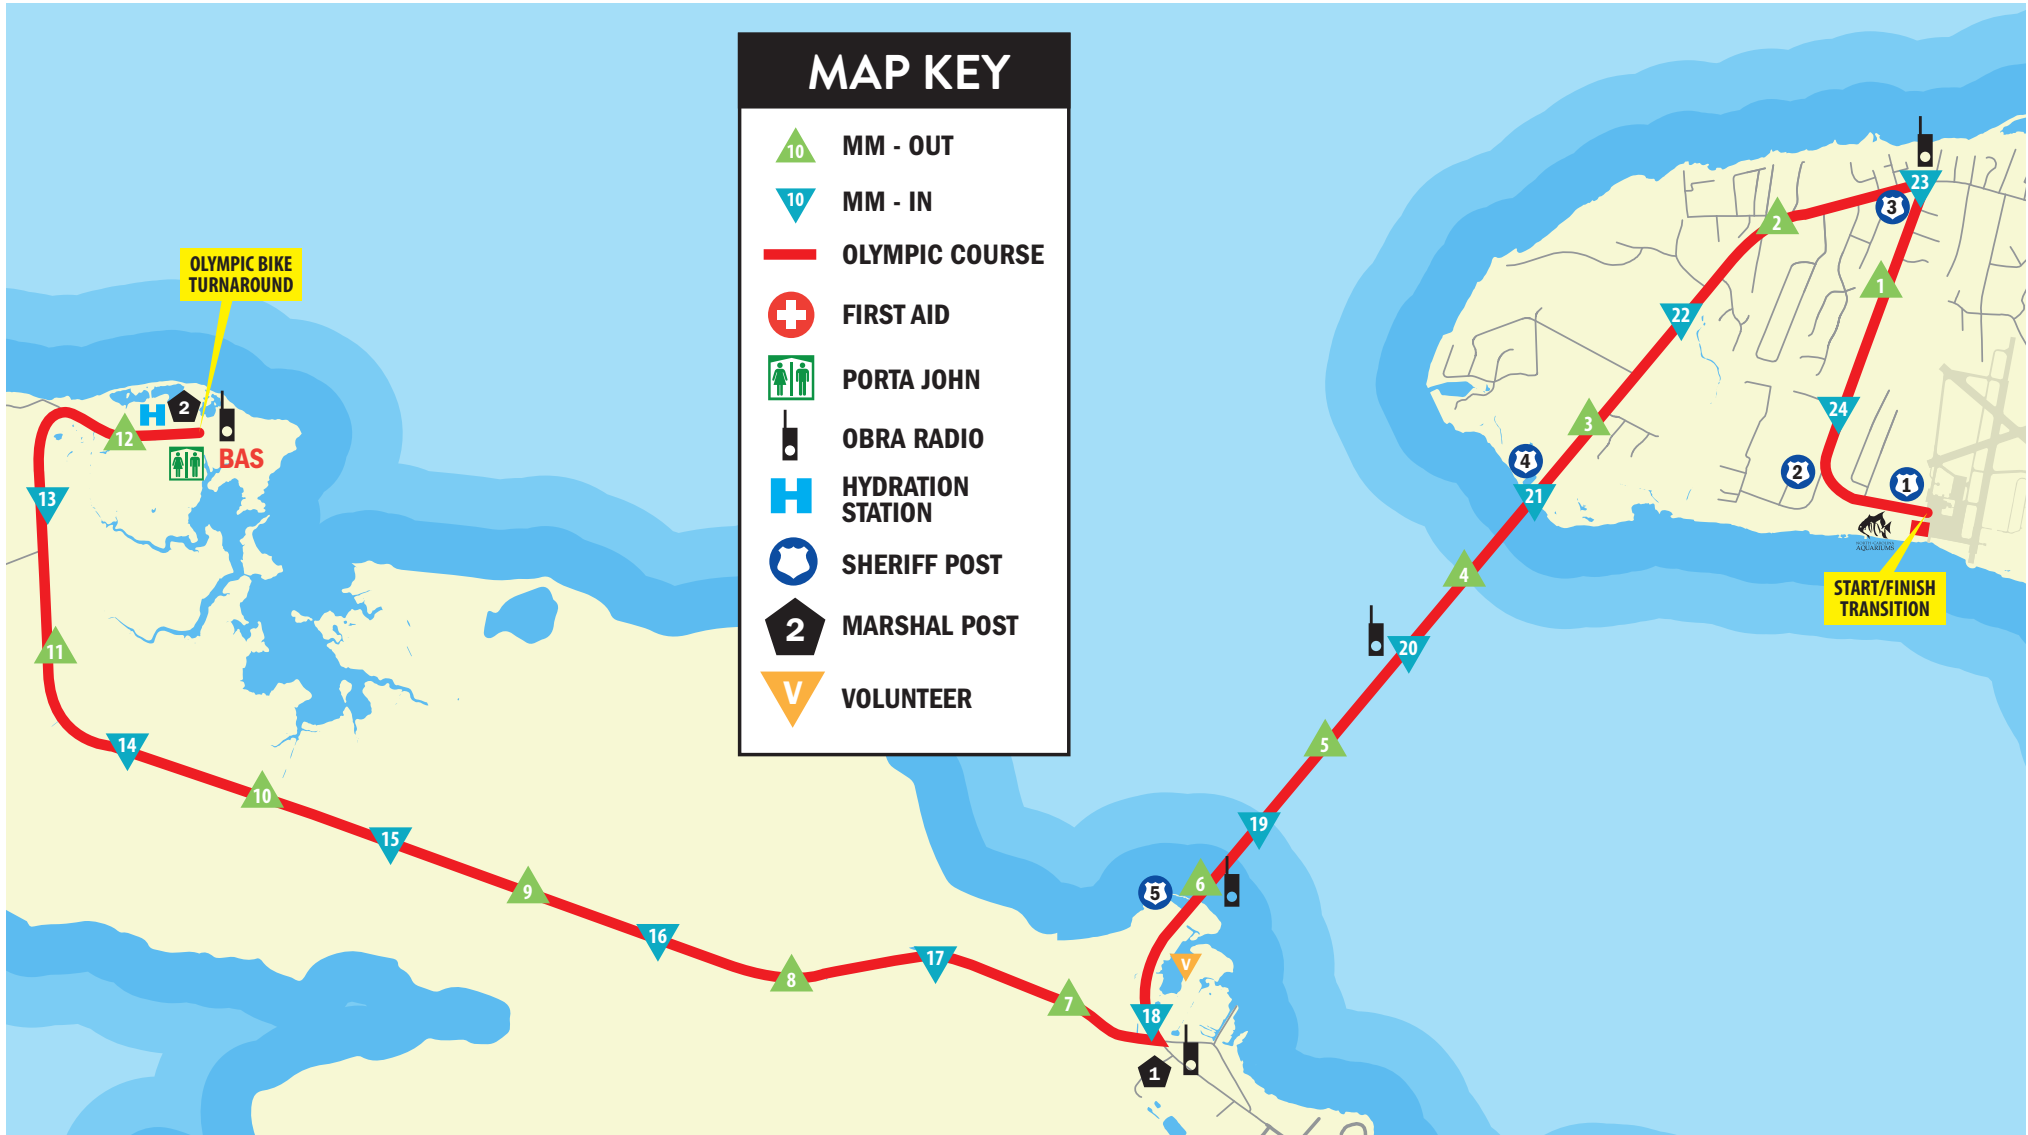 MAP KEY
10
MM - OUT
10
MM - IN
OLYMPIC COURSE
FIRST AID
PORTA JOHN
OBRA RADIO
H
HYDRATION
STATION
SHERIFF POST
2
MARSHAL POST
V
VOLUNTEER
OLYMPIC BIKE
TURNAROUND
H
2
12
BAS
13
11
14
10
15
9
16
8
17
7
18
1
V
5
6
19
5
20
4
21
4
3
22
2
23
3
1
24
2
1
AQUARIUMS
START/FINISH
TRANSITION